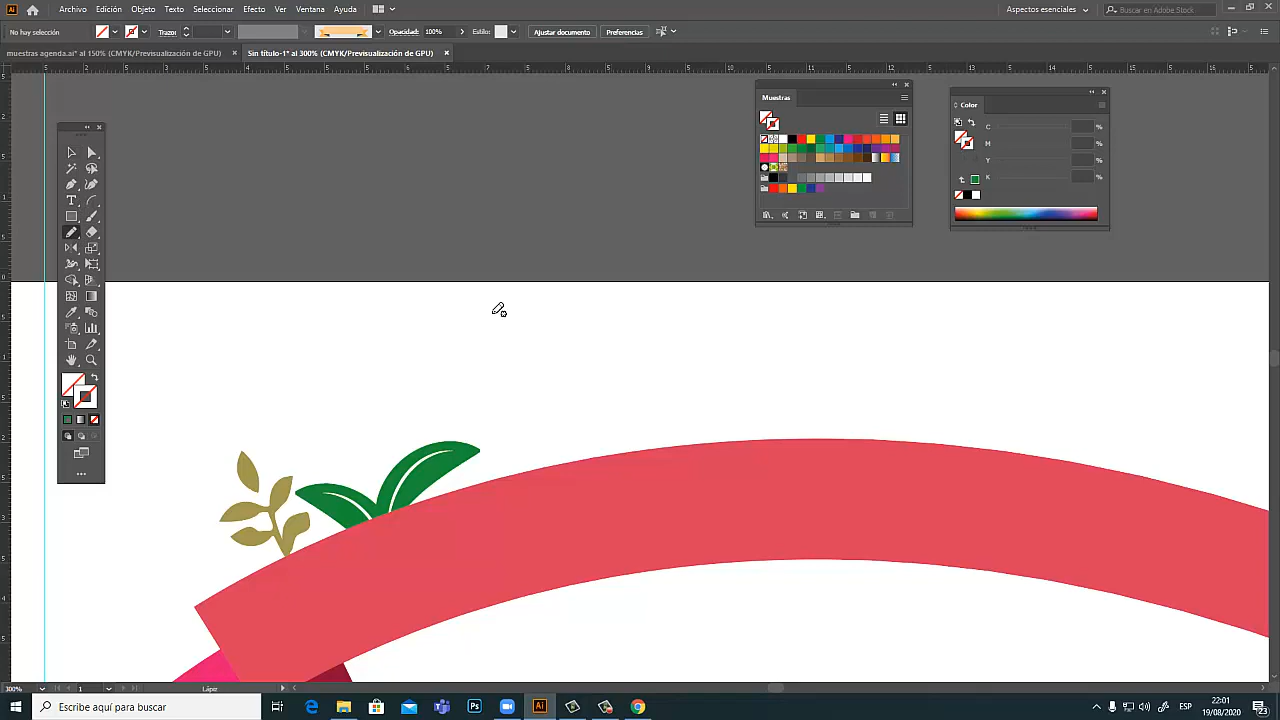 Archivo Edición Objeto Texto Seleccionar Efecto Ver Ventana Ayuda
Aspectos esenciales
Buscar en Adobe Stock
No hay selección
Trazo:
Opacidad: 100%
Estilo:
Ajustar documento
Preferencias
muestras agenda.ai* al 150% (CMYK/Previsualización de GPU)
Sin título-1* al 300% (CMYK/Previsualización de GPU)
Muestras
Color
C %
M %
Y %
K %
300%
1
Lápiz
Escribe aquí para buscar
ESP
22:01
19/08/2020